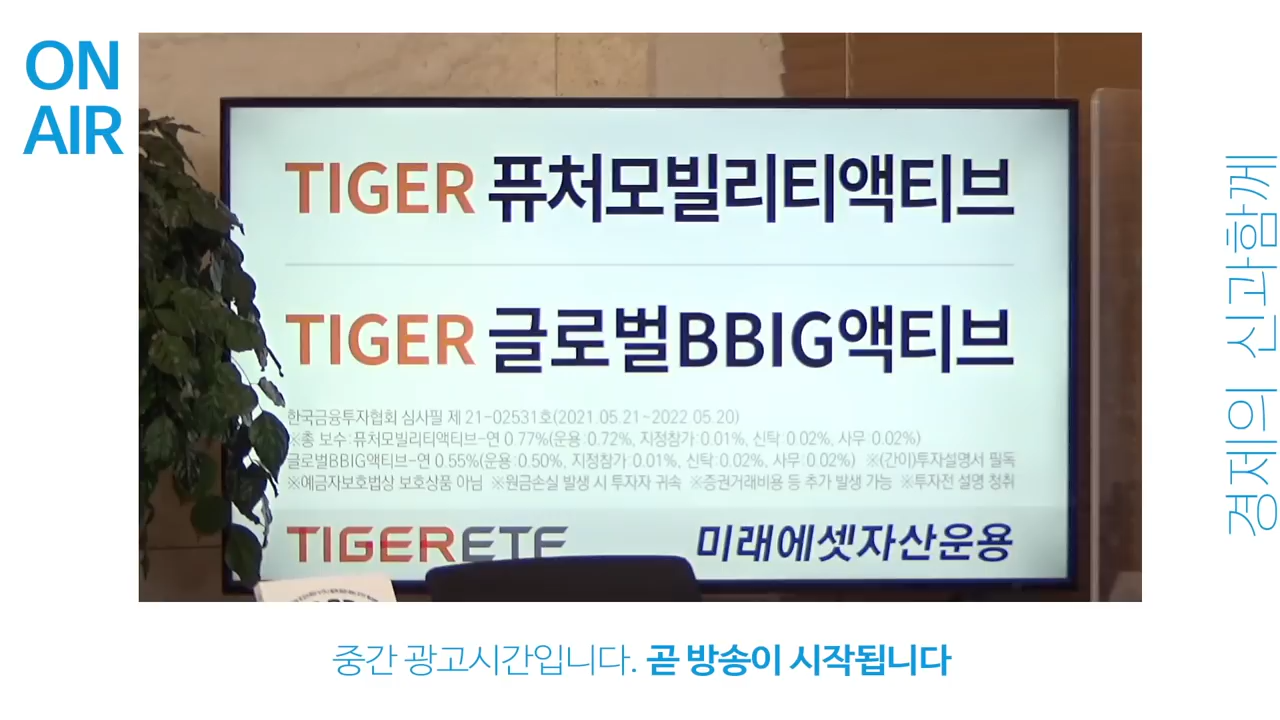 ON
AIR
TIGER 퓨처모빌리티액티브
TIGER 글로벌BBIG액티브
한국금융투자협회 심사필 제 21-02531호(2021.05.21~2022.05.20)
※총 보수:퓨처모빌리티액티브-연 0.77%(운용:0.72%, 지정참가:0.01%, 신탁:0.02%, 사무:0.02%)
글로벌BBIG액티브-연 0.55%(운용:0.50%, 지정참가:0.01%, 신탁:0.02%, 사무:0.02%) ※(간이)투자설명서 필독
※예금자보호법상 보호상품 아님 ※원금손실 발생 시 투자자 귀속 ※증권거래비용 등 추가 발생 가능 ※투자전 설명 청취
TIGERETF 미래에셋자산운용
경제의 신과함께
중간 광고시간입니다. 곧 방송이 시작됩니다